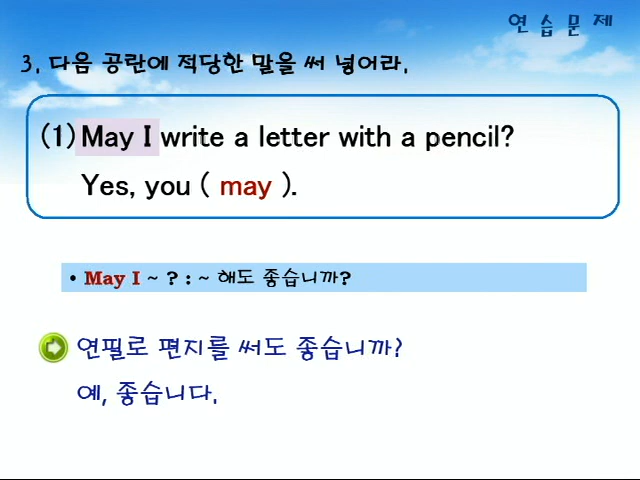 연습문제
3. 다음 공란에 적당한 말을 써 넣어라.
(1) May I write a letter with a pencil?
Yes, you ( may ).
• May I ~ ? : ~ 해도 좋습니까?
연필로 편지를 써도 좋습니까?
예, 좋습니다.